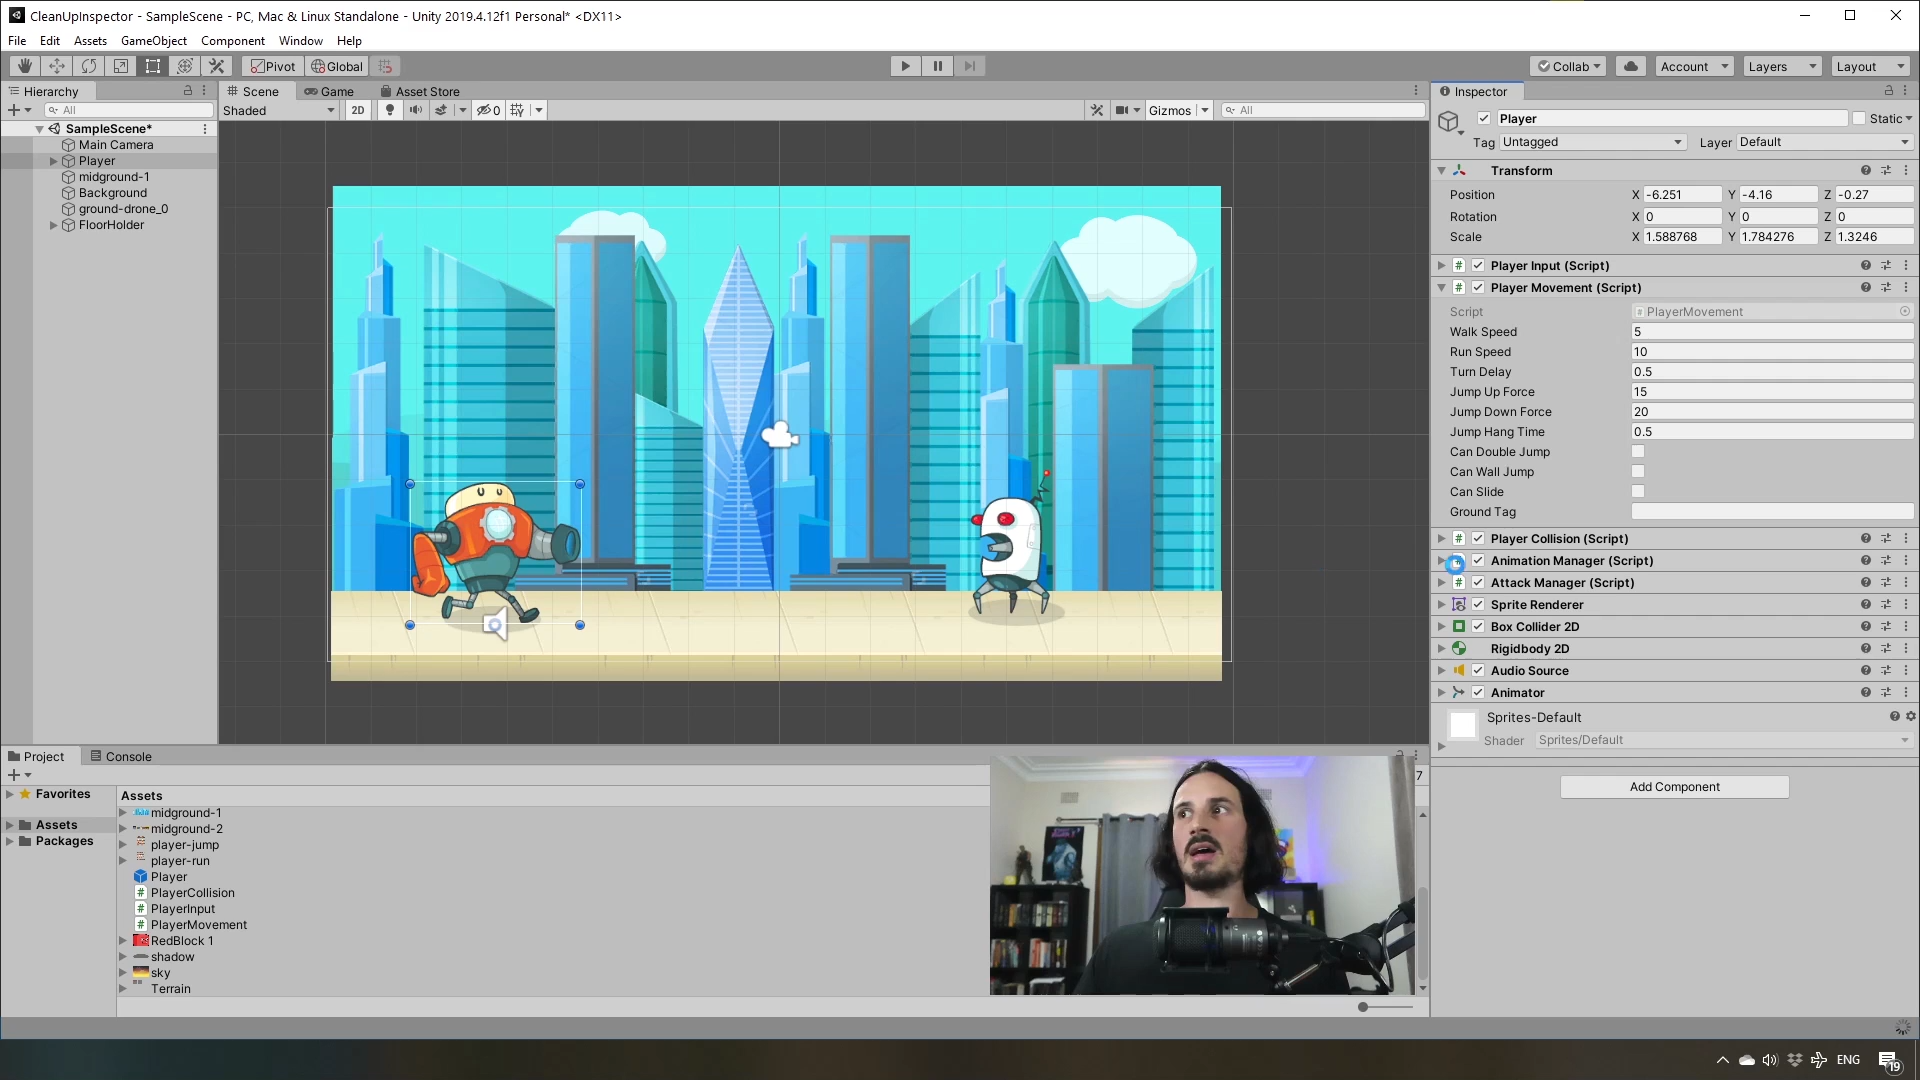 CleanUpInspector - SampleScene - PC, Mac & Linux Standalone - Unity 2019.4.12f1 Personal* <DX11>
File Edit Assets GameObject Component Window Help
Pivot Global Collab Account Layers Layout
Hierarchy
All
SampleScene*
Main Camera
Player
midground-1
Background
ground-drone_0
FloorHolder
Scene Game Asset Store
Shaded 2D 0 Gizmos All
Inspector
Player Static
Tag Untagged Layer Default
Transform
Position X -6.251 Y -4.16 Z -0.27
Rotation X 0 Y 0 Z 0
Scale X 1.588768 Y 1.784276 Z 1.3246
Player Input (Script)
Player Movement (Script)
Script PlayerMovement
Walk Speed 5
Run Speed 10
Turn Delay 0.5
Jump Up Force 15
Jump Down Force 20
Jump Hang Time 0.5
Can Double Jump
Can Wall Jump
Can Slide
Ground Tag
Player Collision (Script)
Animation Manager (Script)
Attack Manager (Script)
Sprite Renderer
Box Collider 2D
Rigidbody 2D
Audio Source
Animator
Sprites-Default
Shader Sprites/Default
Add Component
Project Console
7
Favorites
Assets
Packages
Assets
midground-1
midground-2
player-jump
player-run
Player
PlayerCollision
PlayerInput
PlayerMovement
RedBlock 1
shadow
sky
Terrain
ENG
19